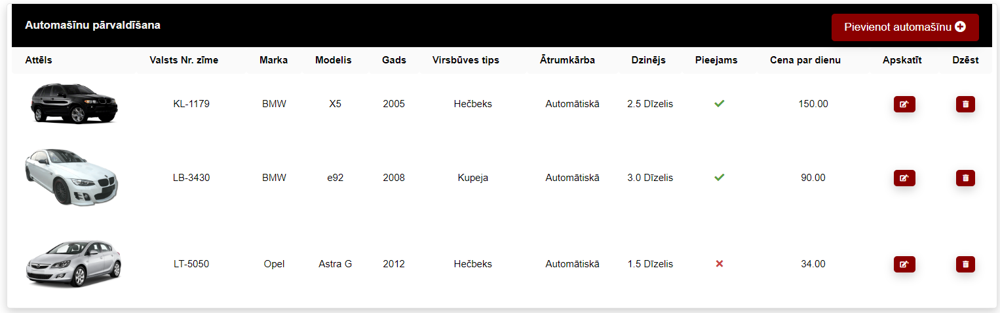 Automašīnu pārvaldīšana
Pievienot automašīnu
Attēls Valsts Nr. zīme Marka Modelis Gads Virsbūves tips Ātrumkārba Dzinējs Pieejams Cena par dienu Apskatīt Dzēst
KL-1179 BMW X5 2005 Hečbeks Automātiskā 2.5 Dīzelis 150.00
LB-3430 BMW e92 2008 Kupeja Automātiskā 3.0 Dīzelis 90.00
LT-5050 Opel Astra G 2012 Hečbeks Automātiskā 1.5 Dīzelis 34.00